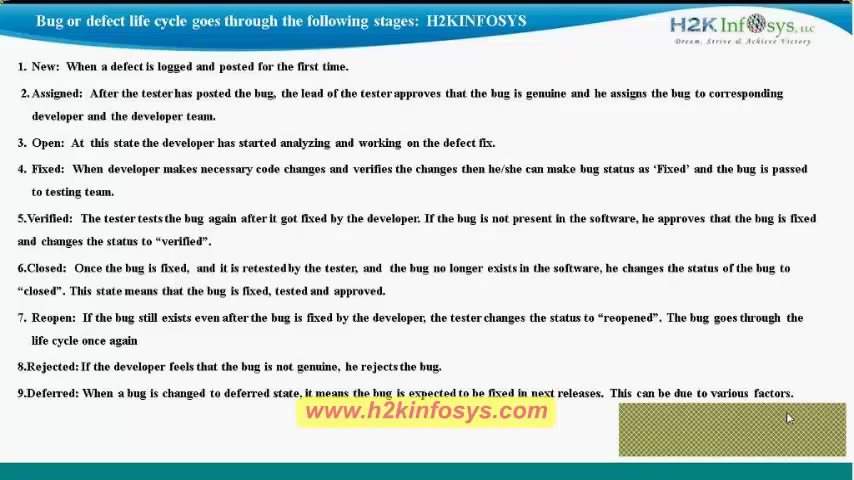 Bug or defect life cycle goes through the following stages: H2KINFOSYS
H2K Infosys, LLC
Dream, Strive & Achieve Victory
1. New: When a defect is logged and posted for the first time.
2. Assigned: After the tester has posted the bug, the lead of the tester approves that the bug is genuine and he assigns the bug to corresponding
developer and the developer team.
3. Open: At this state the developer has started analyzing and working on the defect fix.
4. Fixed: When developer makes necessary code changes and verifies the changes then he/she can make bug status as ‘Fixed’ and the bug is passed
to testing team.
5.Verified: The tester tests the bug again after it got fixed by the developer. If the bug is not present in the software, he approves that the bug is fixed
and changes the status to “verified”.
6.Closed: Once the bug is fixed, and it is retested by the tester, and the bug no longer exists in the software, he changes the status of the bug to
“closed”. This state means that the bug is fixed, tested and approved.
7. Reopen: If the bug still exists even after the bug is fixed by the developer, the tester changes the status to “reopened”. The bug goes through the
life cycle once again
8.Rejected: If the developer feels that the bug is not genuine, he rejects the bug.
9.Deferred: When a bug is changed to deferred state, it means the bug is expected to be fixed in next releases. This can be due to various factors.
www.h2kinfosys.com